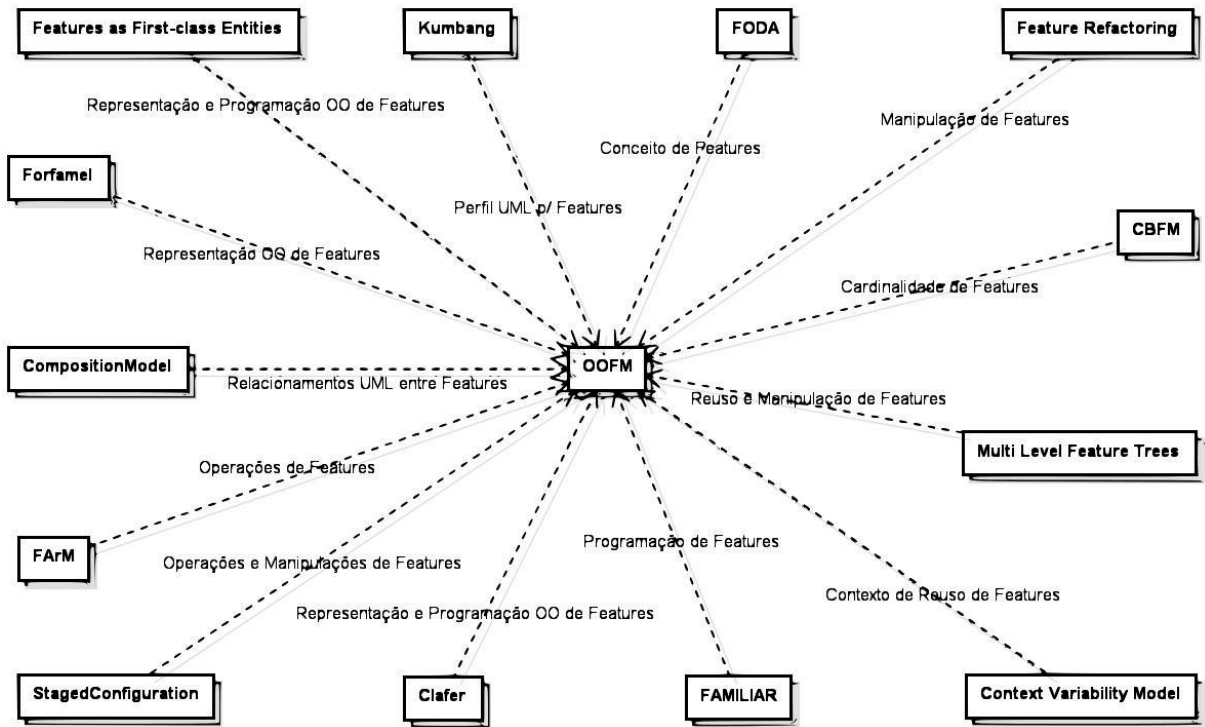 Features as First-class Entities
Kumbang
FODA
Feature Refactoring
Representação e Programação OO de Features
Manipulação de Features
Conceito de Features
Forfamel
Perfil UML p/ Features
CBFM
Representação OO de Features
Cardinalidade de Features
OOFM
CompositionModel
Relacionamentos UML entre Features
Reuso e Manipulação de Features
Multi Level Feature Trees
Operações de Features
Programação de Features
FArM
Operações e Manipulações de Features
Contexto de Reuso de Features
Representação e Programação OO de Features
StagedConfiguration
Clafer
FAMILIAR
Context Variability Model